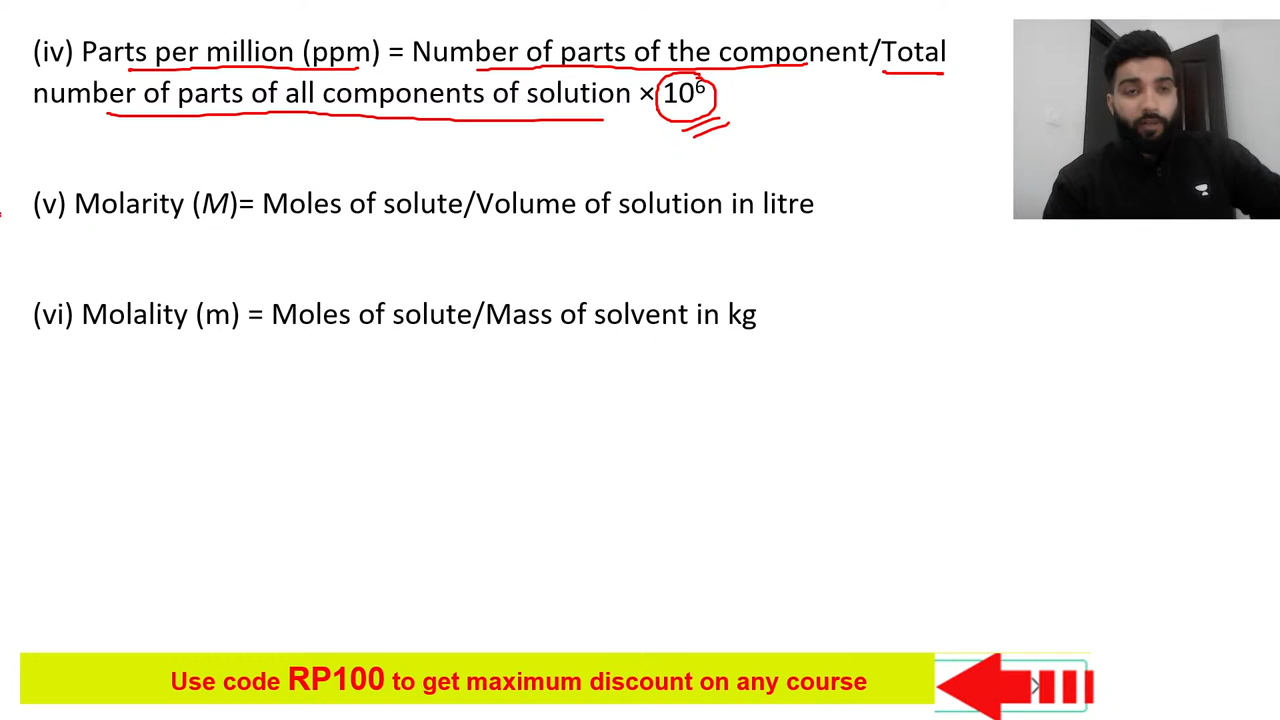 (iv) Parts per million (ppm) = Number of parts of the component/Total
number of parts of all components of solution × 10⁶
(v) Molarity (M)= Moles of solute/Volume of solution in litre
(vi) Molality (m) = Moles of solute/Mass of solvent in kg
Use code RP100 to get maximum discount on any course